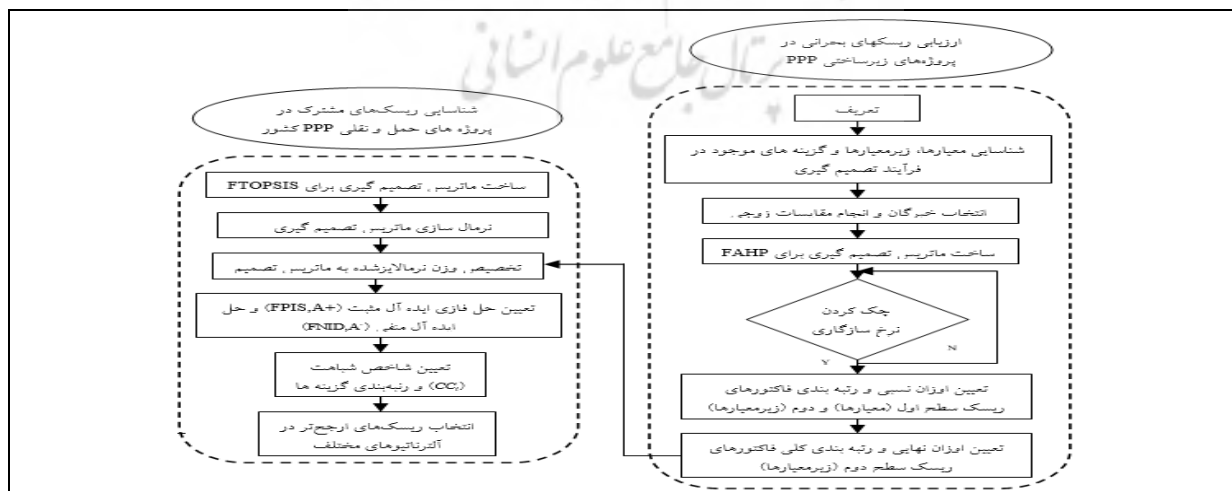 پرتال جامع علوم انسانی
ارزیابی ریسکهای بحرانی در
پروژه‌های زیرساختی PPP
تعریف
شناسایی معیارها، زیرمعیارها و گزینه های موجود در
فرآیند تصمیم گیری
انتخاب خبرگان و انجام مقایسات زوجی
ساخت ماتریس تصمیم گیری برای FAHP
چک کردن
نرخ سازگاری
N
Y
تعیین اوزان نسبی و رتبه بندی فاکتورهای
ریسک سطح اول (معیارها) و دوم (زیرمعیارها)
تعیین اوزان نهایی و رتبه بندی کلی فاکتورهای
ریسک سطح دوم (زیرمعیارها)
شناسایی ریسک‌های مشترک در
پروژه های حمل و نقلی PPP کشور
ساخت ماتریس تصمیم گیری برای FTOPSIS
نرمال سازی ماتریس تصمیم گیری
تخصیص وزن نرمالایزشده به ماتریس تصمیم
تعیین حل فازی ایده آل مثبت (FPIS,A+) و حل
ایده آل منفی (FNID,A-)
تعیین شاخص شباهت
(CCi) و رتبه‌بندی گزینه ها
انتخاب ریسک‌های ارجح‌تر در
آلترناتیوهای مختلف